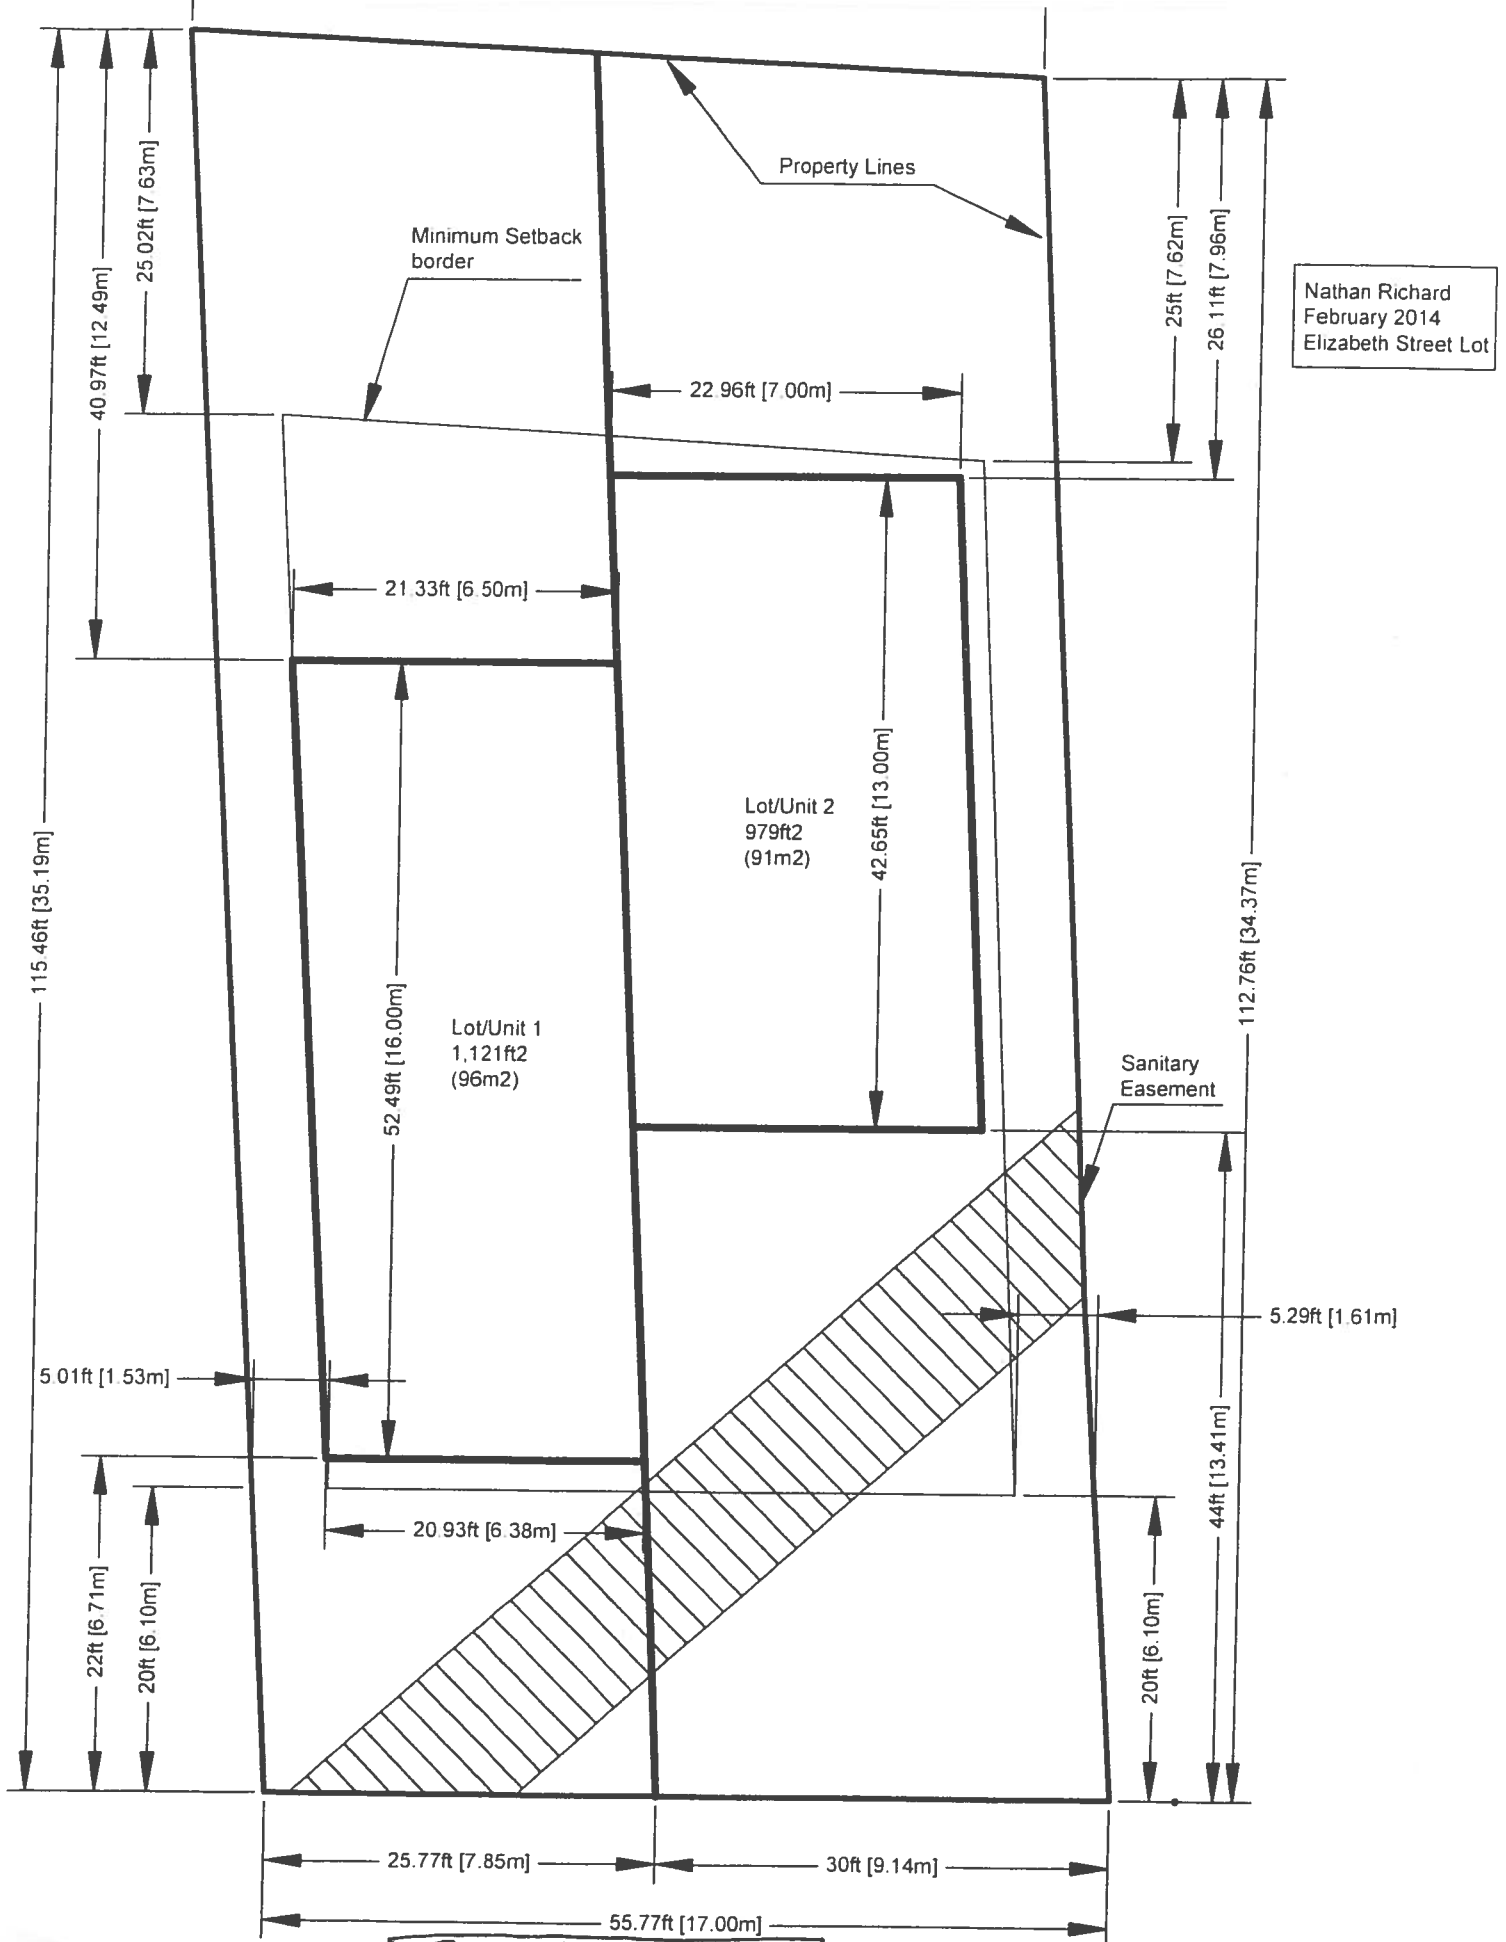 Property Lines
Minimum Setback
border
Nathan Richard
February 2014
Elizabeth Street Lot
25.02ft [7.63m]
40.97ft [12.49m]
115.46ft [35.19m]
25ft [7.62m]
26.11ft [7.96m]
112.76ft [34.37m]
22.96ft [7.00m]
21.33ft [6.50m]
Lot/Unit 2
979ft2
(91m2)
42.65ft [13.00m]
Lot/Unit 1
1,121ft2
(96m2)
52.49ft [16.00m]
Sanitary
Easement
5.29ft [1.61m]
5.01ft [1.53m]
44ft [13.41m]
20.93ft [6.38m]
22ft [6.71m]
20ft [6.10m]
20ft [6.10m]
25.77ft [7.85m]
30ft [9.14m]
55.77ft [17.00m]